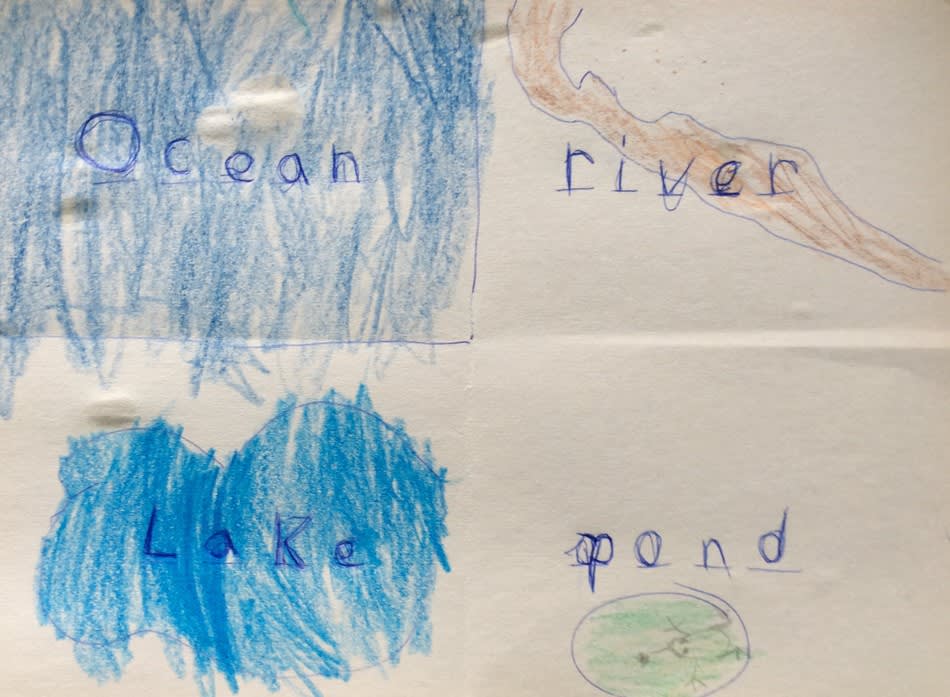 Ocean
river
Lake
pond